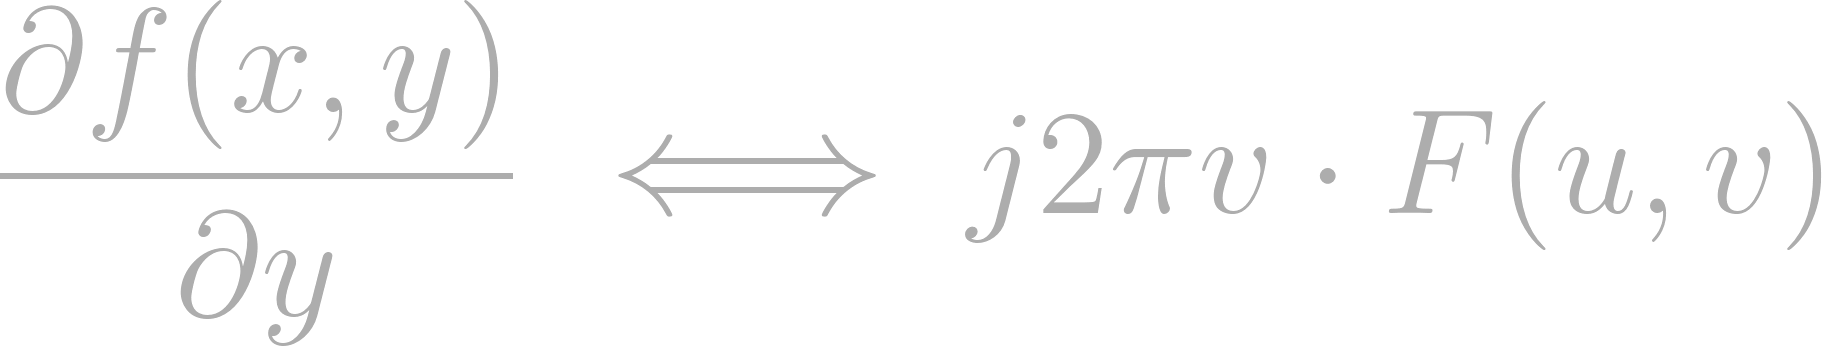 ∂f(x, y)
∂y
⟺ j2πv · F(u, v)